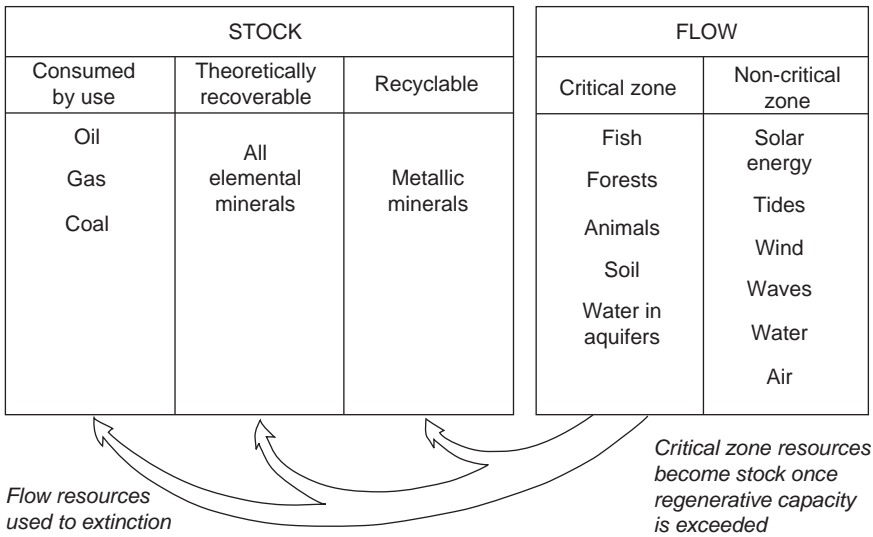 STOCK
Consumed
by use
Theoretically
recoverable
Recyclable
Oil
Gas
Coal
All
elemental
minerals
Metallic
minerals
FLOW
Critical zone
Non-critical
zone
Fish
Forests
Animals
Soil
Water in
aquifers
Solar
energy
Tides
Wind
Waves
Water
Air
Flow resources
used to extinction
Critical zone resources
become stock once
regenerative capacity
is exceeded